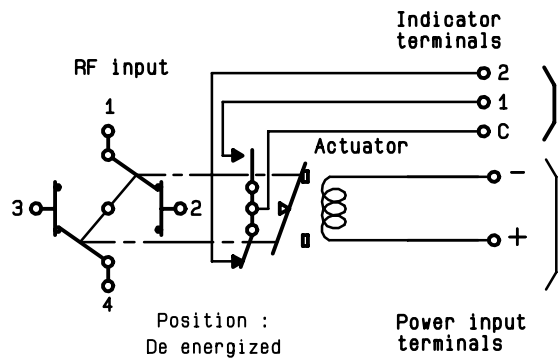 Indicator
terminals
RF input
2
1
1
C
Actuator
-
3
2
+
4
Position :
De energized
Power input
terminals